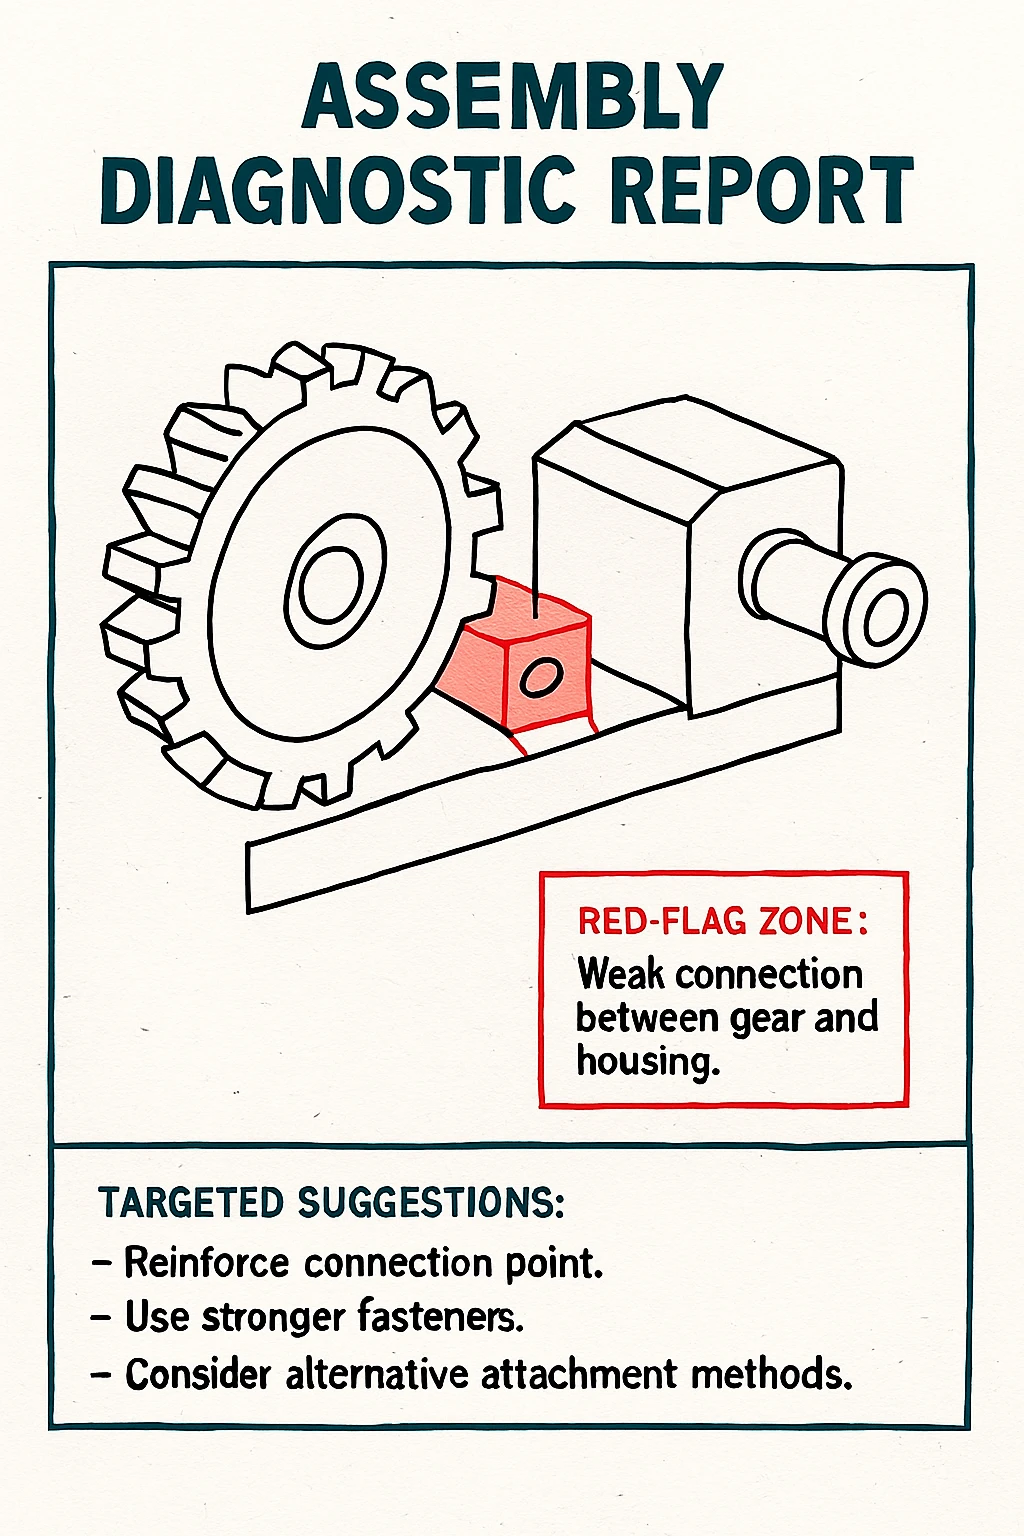 ASSEMBLY
DIAGNOSTIC REPORT
RED-FLAG ZONE:
Weak connection
between gear and
housing.
TARGETED SUGGESTIONS:
– Reinforce connection point.
– Use stronger fasteners.
– Consider alternative attachment methods.